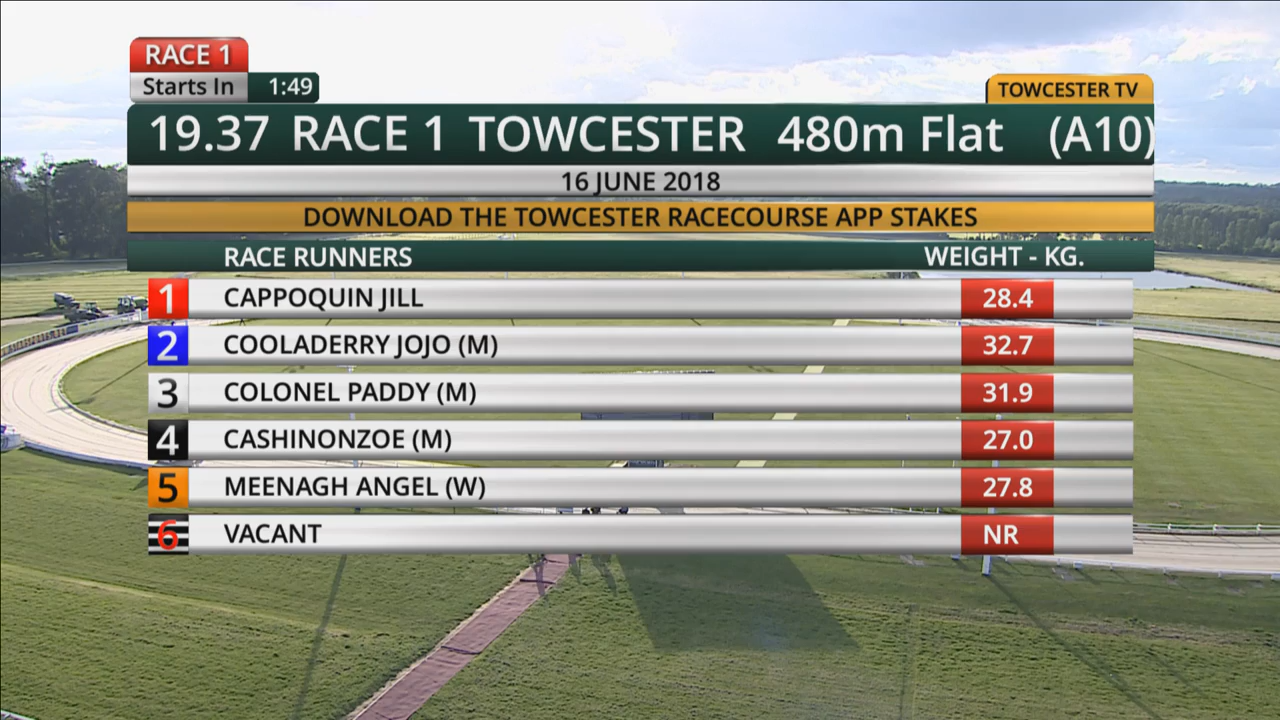 RACE 1
Starts In 1:49
TOWCESTER TV
19.37 RACE 1 TOWCESTER 480m Flat (A10)
16 JUNE 2018
DOWNLOAD THE TOWCESTER RACECOURSE APP STAKES
RACE RUNNERS WEIGHT - KG.
1 CAPPOQUIN JILL 28.4
2 COOLADERRY JOJO (M) 32.7
3 COLONEL PADDY (M) 31.9
4 CASHINONZOE (M) 27.0
5 MEENAGH ANGEL (W) 27.8
6 VACANT NR